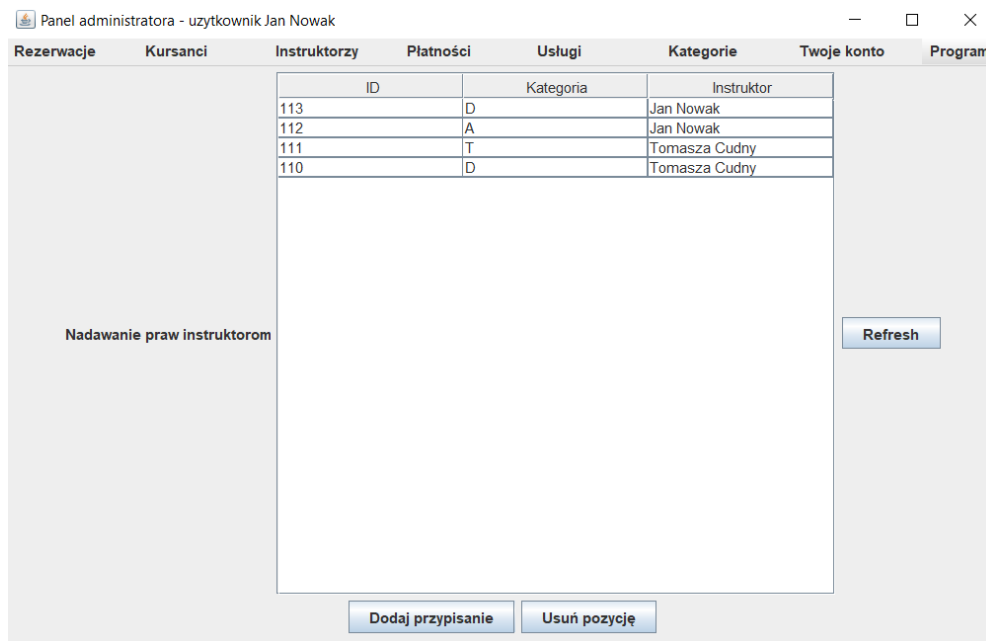 Panel administratora - uzytkownik Jan Nowak
Rezerwacje Kursanci Instruktorzy Płatności Usługi Kategorie Twoje konto Program
ID Kategoria Instruktor
113 D Jan Nowak
112 A Jan Nowak
111 T Tomasza Cudny
110 D Tomasza Cudny
Nadawanie praw instruktorom
Refresh
Dodaj przypisanie Usuń pozycję